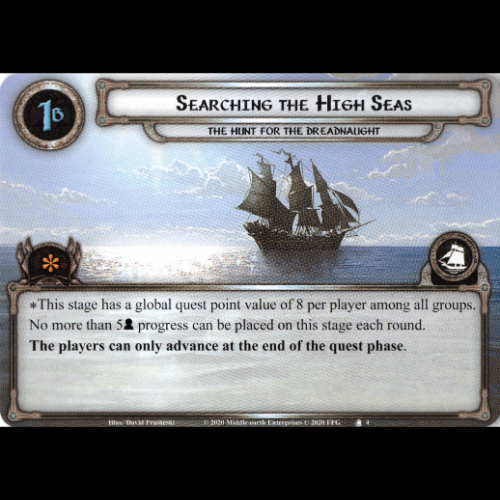 1B
Searching the High Seas
The Hunt for the Dreadnaught
*
*This stage has a global quest point value of 8 per player among all groups.
No more than 5 progress can be placed on this stage each round.
The players can only advance at the end of the quest phase.
Illus. David © 2020 Middle-earth Enterprises © 2020 FFG 4